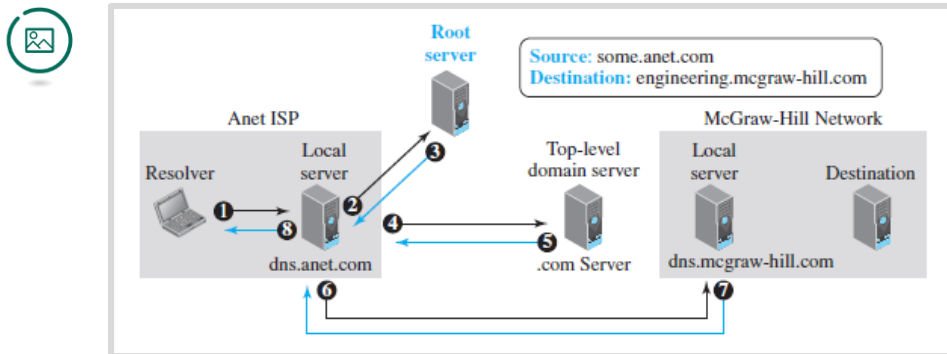 Root
server
Source: some.anet.com
Destination: engineering.mcgraw-hill.com
Anet ISP
McGraw-Hill Network
Resolver
Local
server
Top-level
domain server
Local
server
Destination
1
2
3
4
5
8
dns.anet.com
.com Server
dns.mcgraw-hill.com
6
7